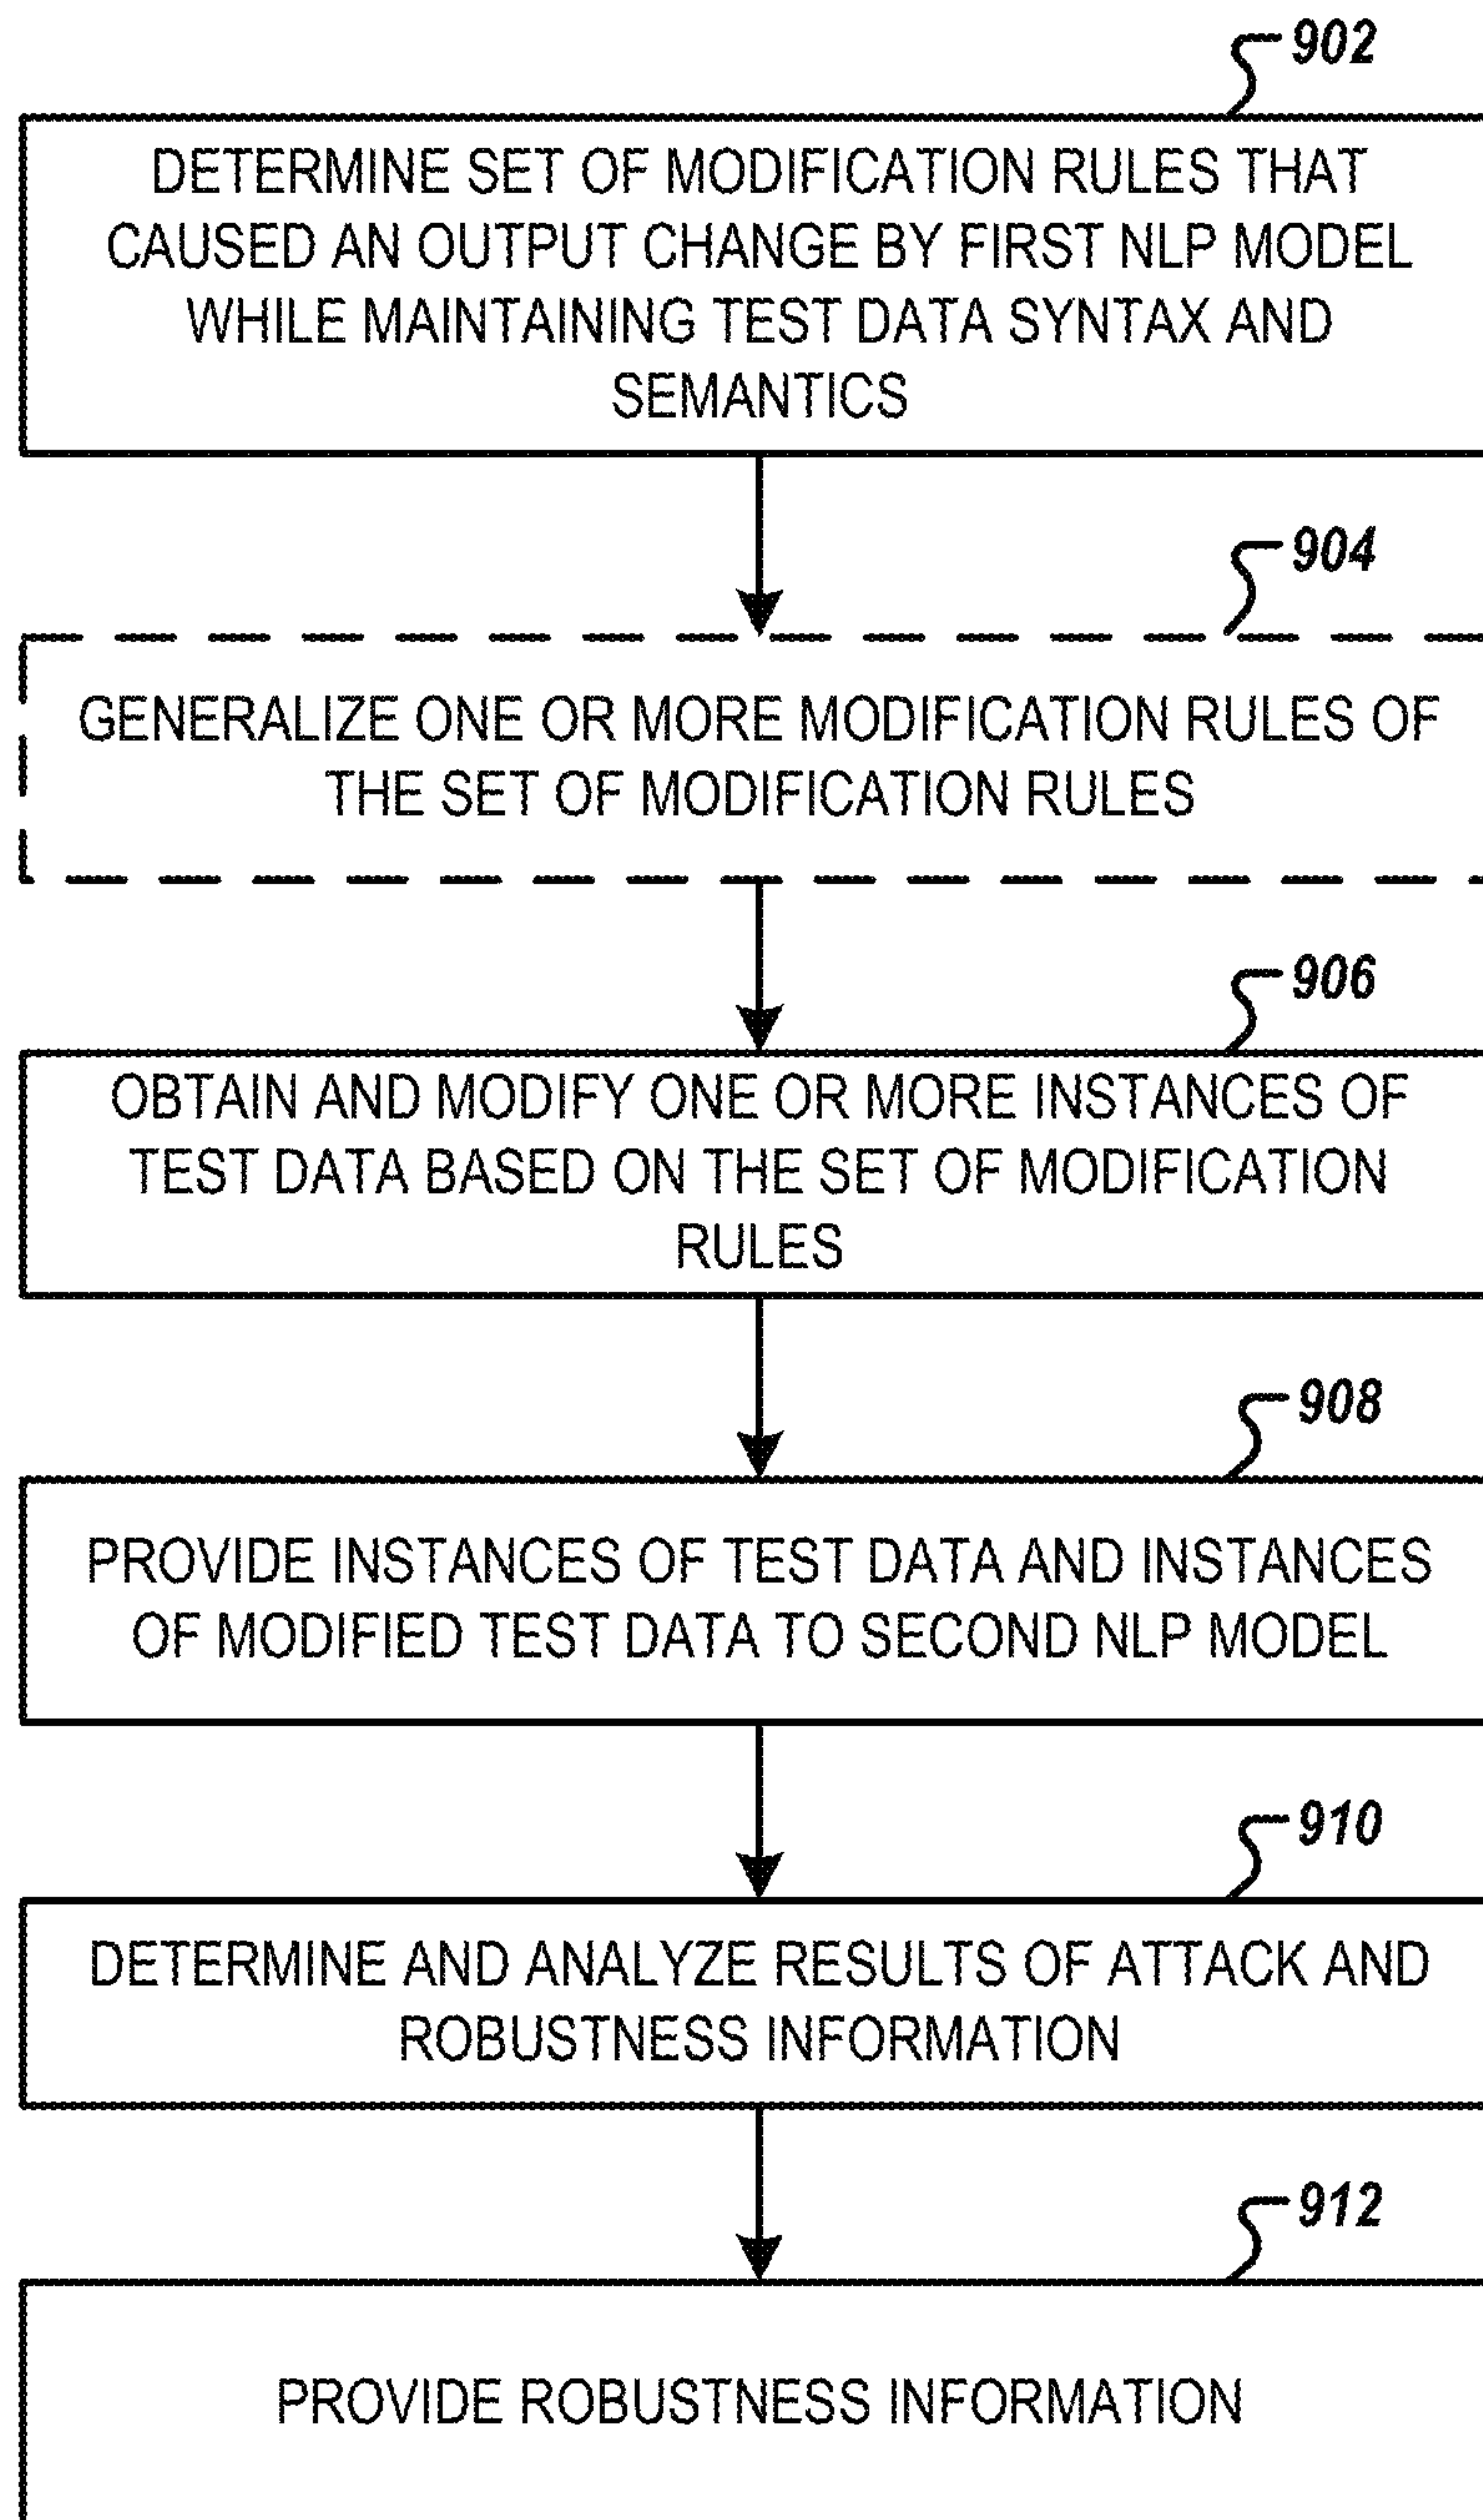 902
DETERMINE SET OF MODIFICATION RULES THAT
CAUSED AN OUTPUT CHANGE BY FIRST NLP MODEL
WHILE MAINTAINING TEST DATA SYNTAX AND
SEMANTICS
904
GENERALIZE ONE OR MORE MODIFICATION RULES OF
THE SET OF MODIFICATION RULES
906
OBTAIN AND MODIFY ONE OR MORE INSTANCES OF
TEST DATA BASED ON THE SET OF MODIFICATION
RULES
908
PROVIDE INSTANCES OF TEST DATA AND INSTANCES
OF MODIFIED TEST DATA TO SECOND NLP MODEL
910
DETERMINE AND ANALYZE RESULTS OF ATTACK AND
ROBUSTNESS INFORMATION
912
PROVIDE ROBUSTNESS INFORMATION